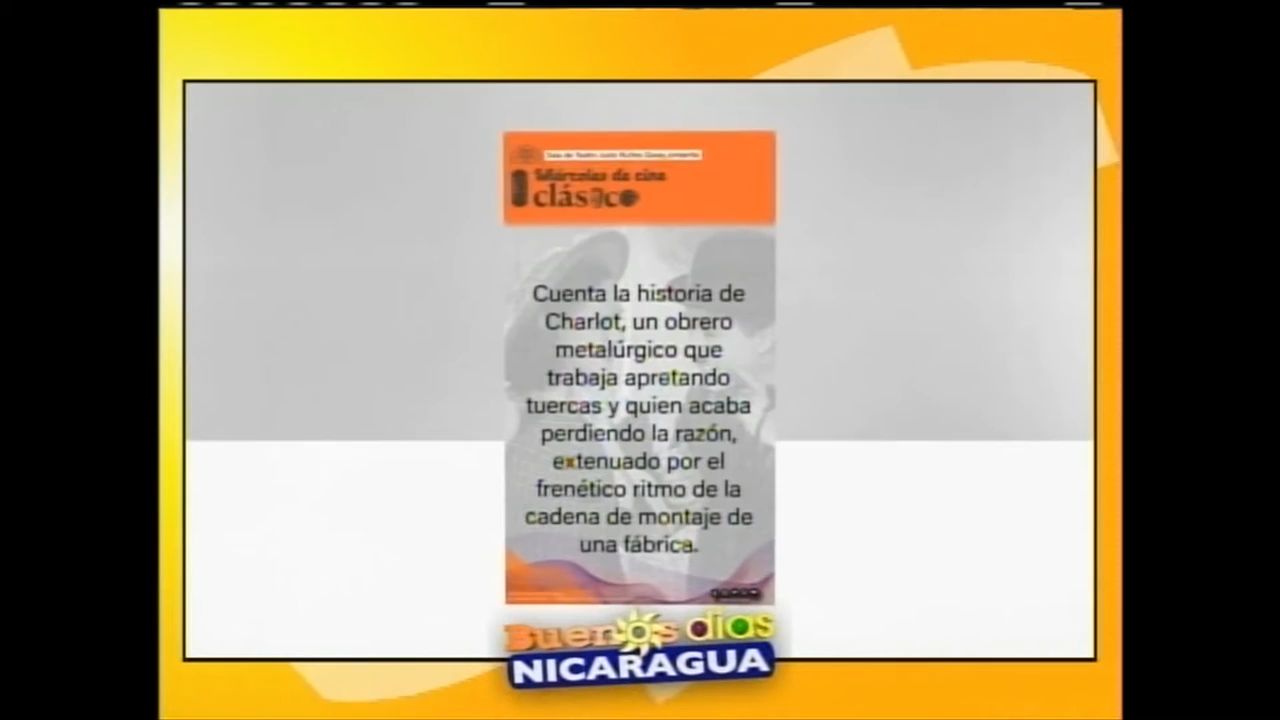 Miércoles de cine
clásico
Cuenta la historia de
Charlot, un obrero
metalúrgico que
trabaja apretando
tuercas y quien acaba
perdiendo la razón,
extenuado por el
frenético ritmo de la
cadena de montaje de
una fábrica.
Buenos días
NICARAGUA